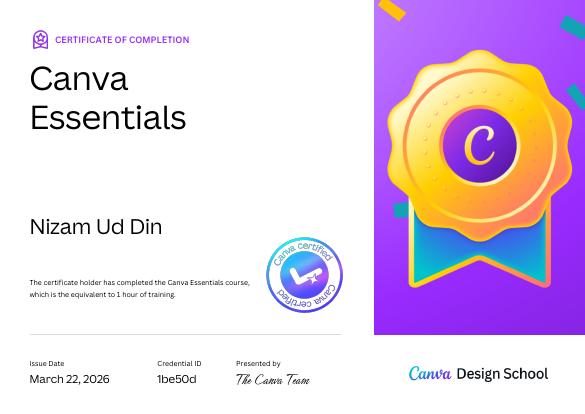 CERTIFICATE OF COMPLETION
Canva
Essentials
Nizam Ud Din
The certificate holder has completed the Canva Essentials course,
which is the equivalent to 1 hour of training.
Canva certified
Canva certified
C
Issue Date
March 22, 2026
Credential ID
1be50d
Presented by
The Canva Team
Canva Design School